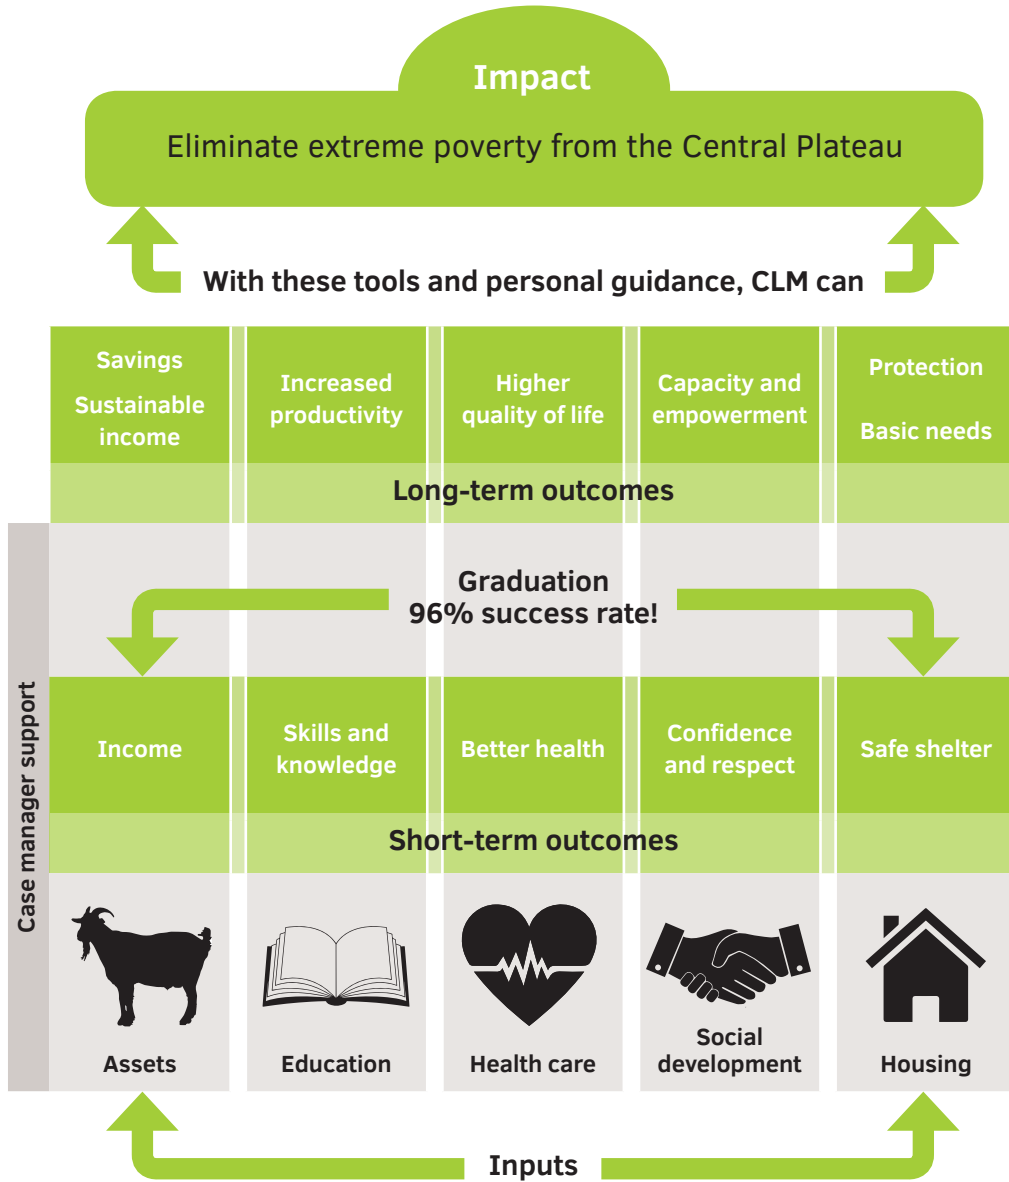 Impact
Eliminate extreme poverty from the Central Plateau
With these tools and personal guidance, CLM can
Savings
Sustainable
income
Increased
productivity
Higher
quality of life
Capacity and
empowerment
Protection
Basic needs
Long-term outcomes
Graduation
96% success rate!
Case manager support
Income
Skills and
knowledge
Better health
Confidence
and respect
Safe shelter
Short-term outcomes
Assets
Education
Health care
Social
development
Housing
Inputs